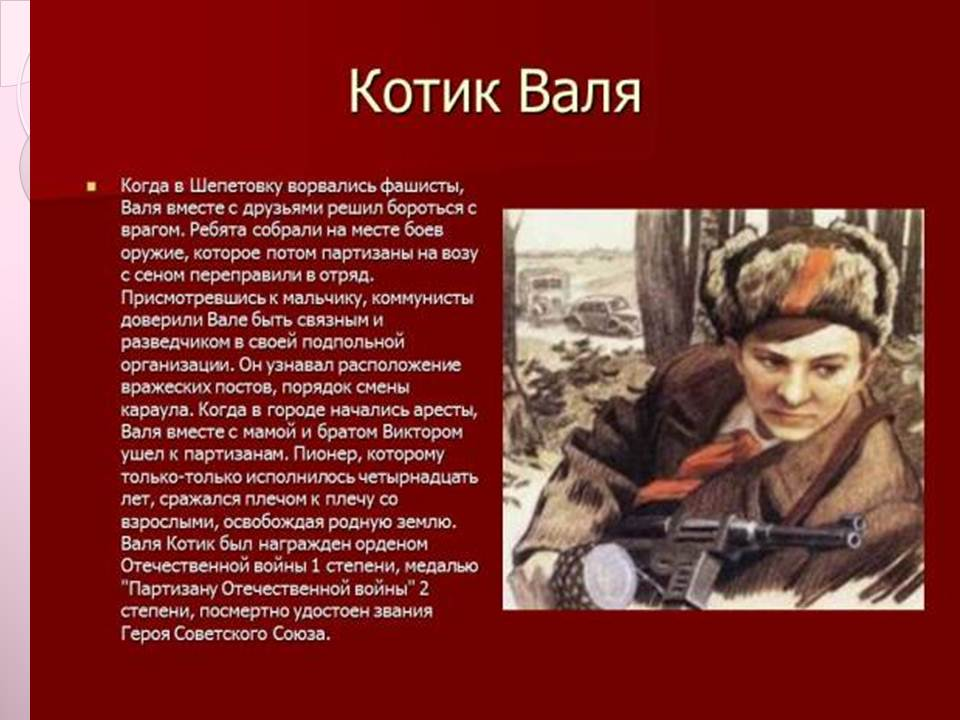 Котик Валя
Когда в Шепетовку ворвались фашисты,
Валя вместе с друзьями решил бороться с
врагом. Ребята собрали на месте боев
оружие, которое потом партизаны на возу
с сеном переправили в отряд.
Присмотревшись к мальчику, коммунисты
доверили Вале быть связным и
разведчиком в своей подпольной
организации. Он узнавал расположение
вражеских постов, порядок смены
караула. Когда в городе начались аресты,
Валя вместе с мамой и братом Виктором
ушел к партизанам. Пионер, которому
только-только исполнилось четырнадцать
лет, сражался плечом к плечу со
взрослыми, освобождая родную землю.
Валя Котик был награжден орденом
Отечественной войны 1 степени, медалью
"Партизану Отечественной войны" 2
степени, посмертно удостоен звания
Героя Советского Союза.